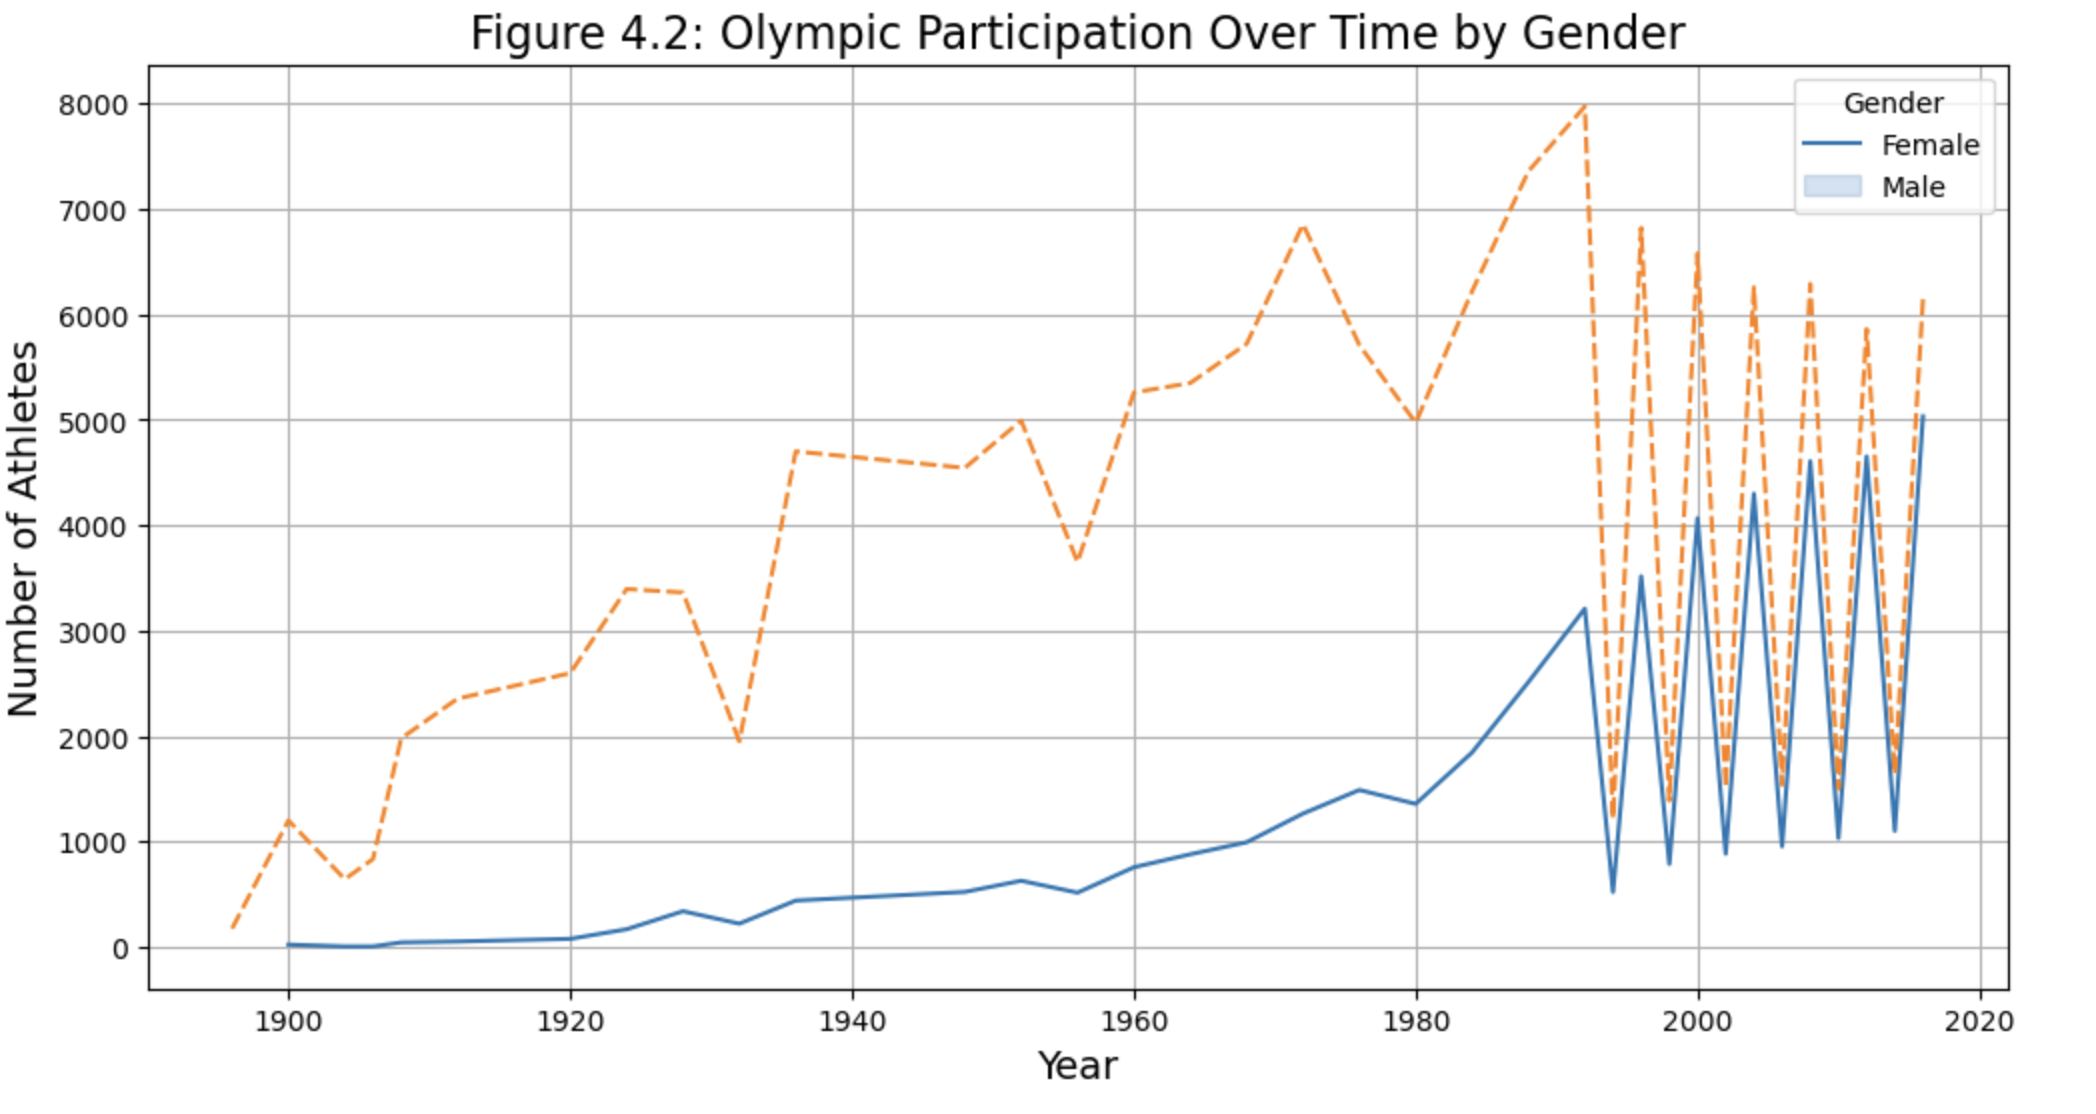 Figure 4.2: Olympic Participation Over Time by Gender
Gender
Female
Male
Number of Athletes
8000
7000
6000
5000
4000
3000
2000
1000
0
1900 1920 1940 1960 1980 2000 2020
Year